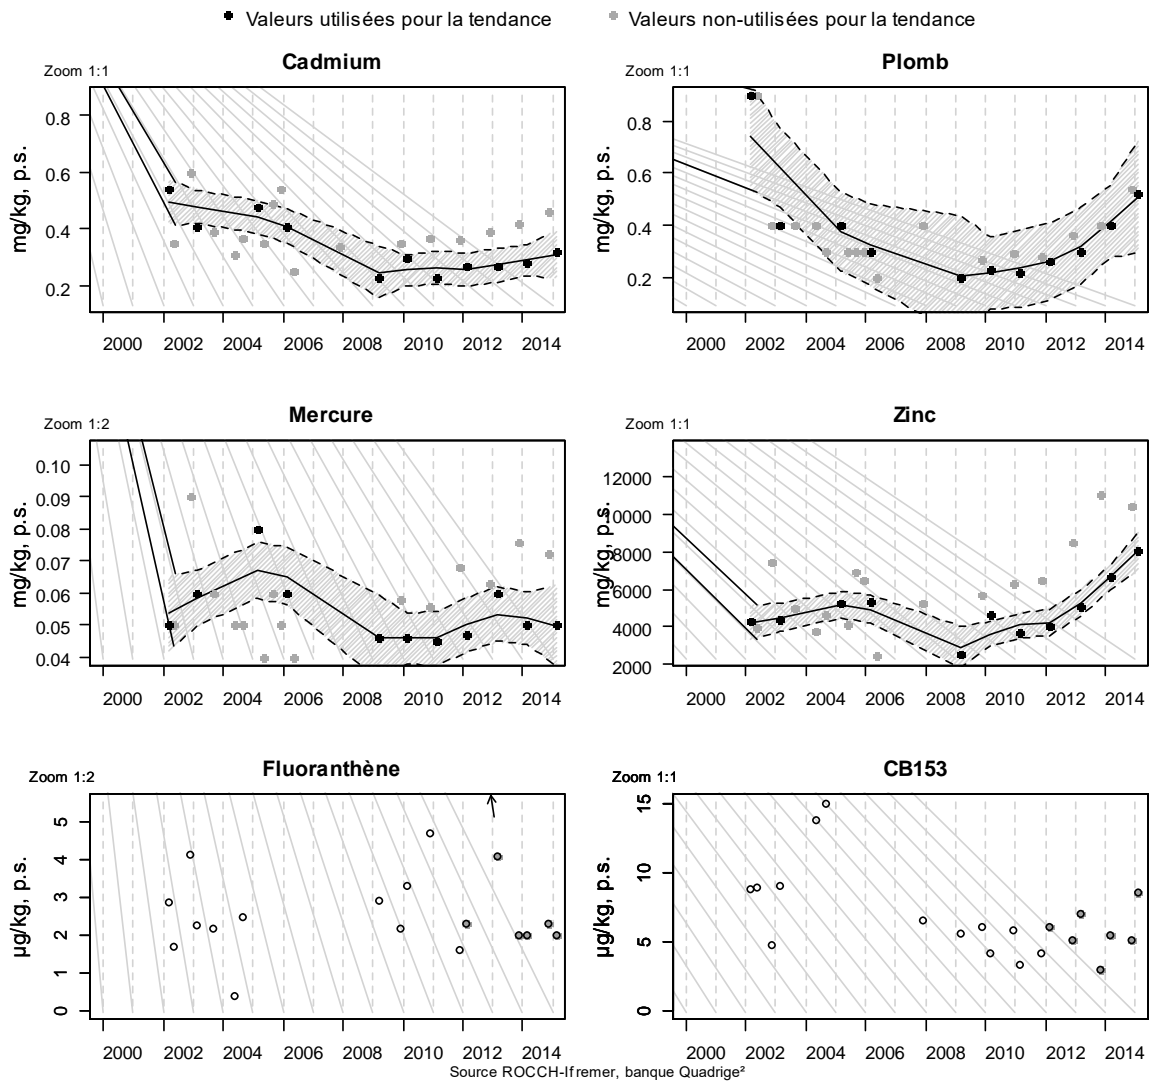 Valeurs utilisées pour la tendance Valeurs non-utilisées pour la tendance
Cadmium
Zoom 1:1
mg/kg, p.s.
0.8
0.6
0.4
0.2
2000 2002 2004 2006 2008 2010 2012 2014
Plomb
Zoom 1:1
mg/kg, p.s.
0.8
0.6
0.4
0.2
2000 2002 2004 2006 2008 2010 2012 2014
Mercure
Zoom 1:2
mg/kg, p.s.
0.10
0.09
0.08
0.07
0.06
0.05
0.04
2000 2002 2004 2006 2008 2010 2012 2014
Zinc
Zoom 1:1
mg/kg, p.s.
12000
10000
8000
6000
4000
2000
2000 2002 2004 2006 2008 2010 2012 2014
Fluoranthène
Zoom 1:2
µg/kg, p.s.
5
4
3
2
1
0
2000 2002 2004 2006 2008 2010 2012 2014
CB153
Zoom 1:1
µg/kg, p.s.
15
10
5
0
2000 2002 2004 2006 2008 2010 2012 2014
Source ROCCH-Ifremer, banque Quadrige²